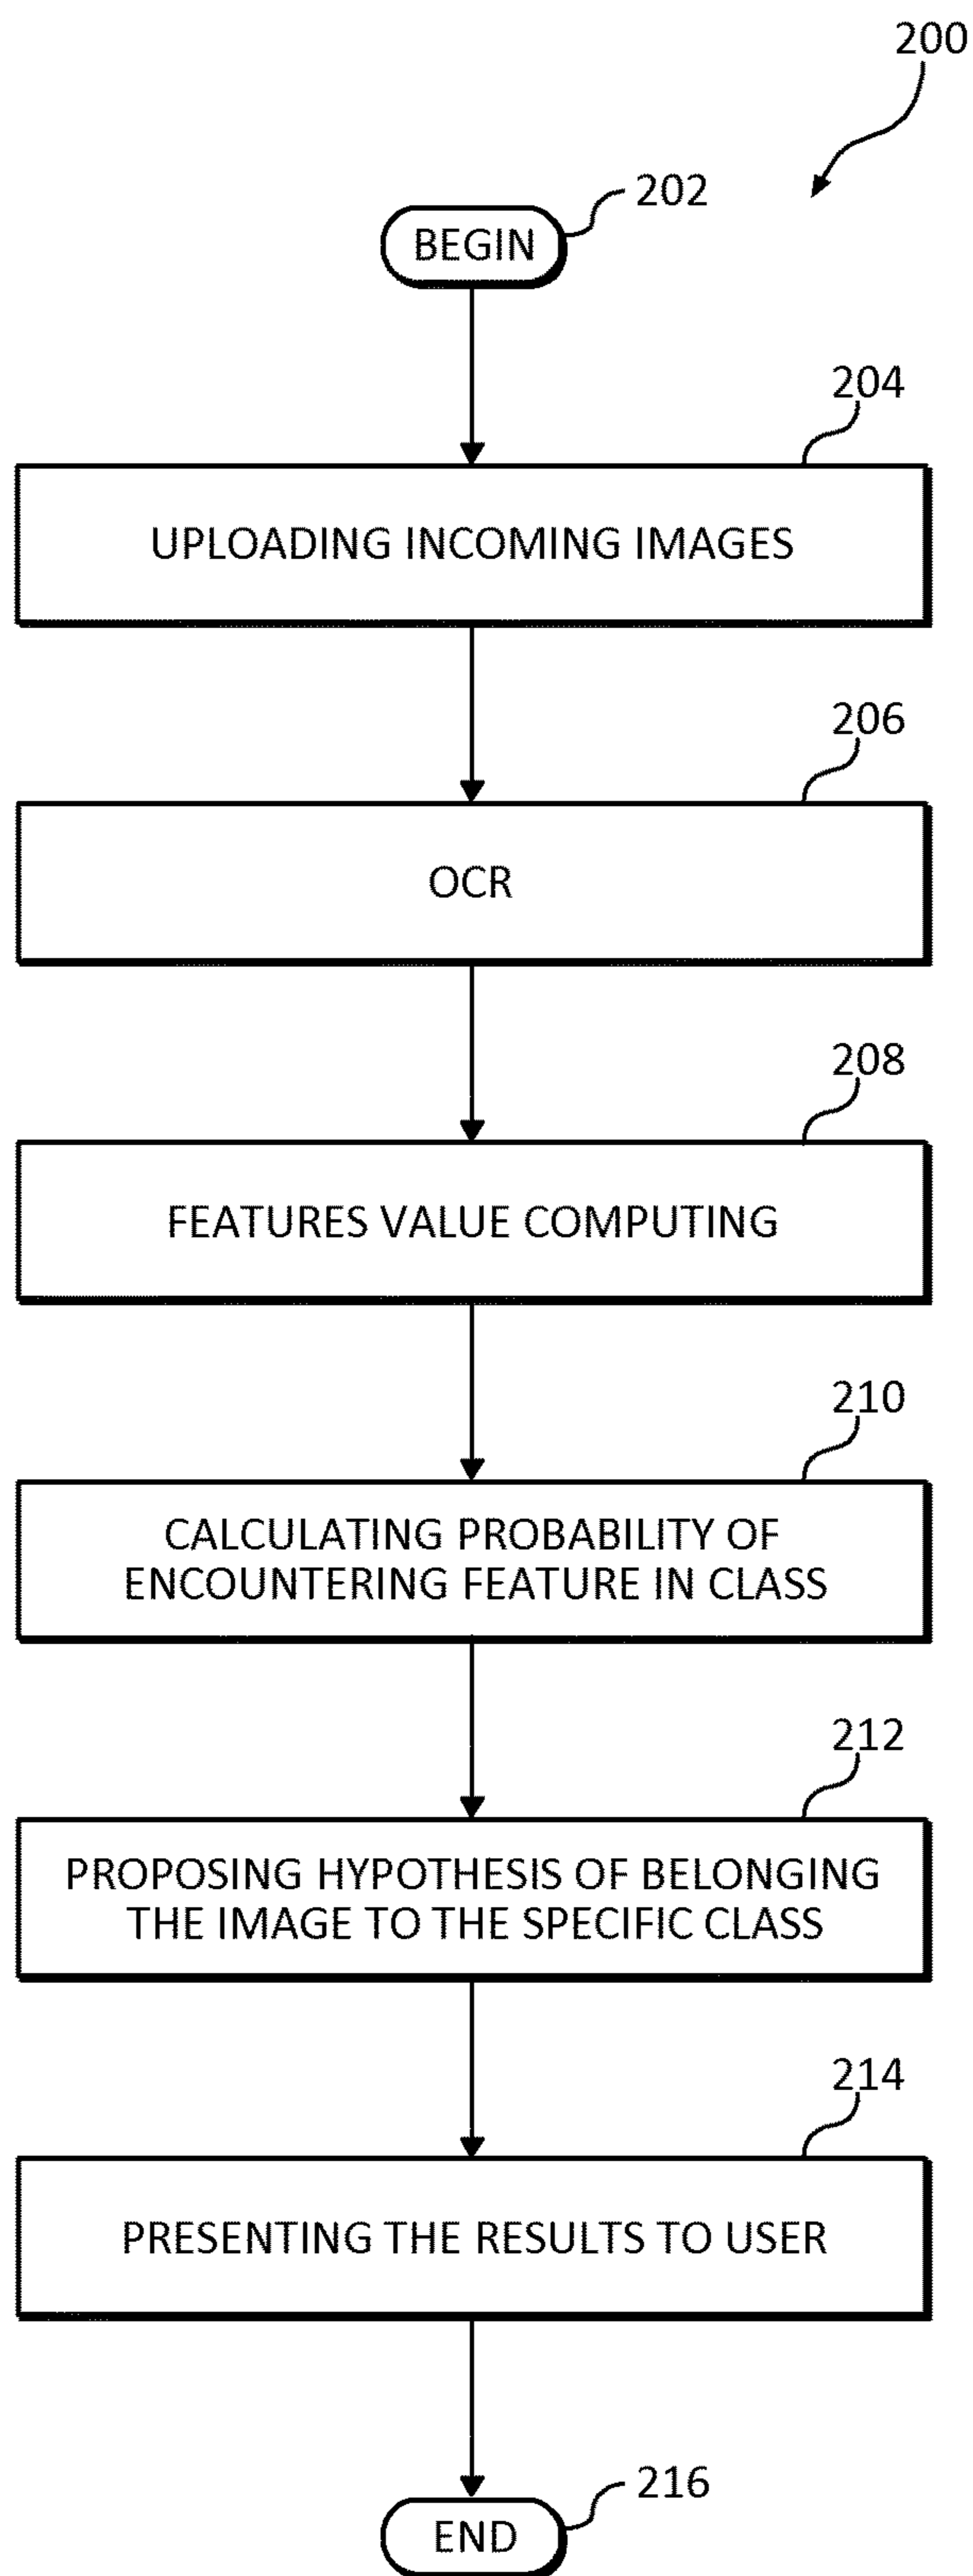 200
202
BEGIN
204
UPLOADING INCOMING IMAGES
206
OCR
208
FEATURES VALUE COMPUTING
210
CALCULATING PROBABILITY OF
ENCOUNTERING FEATURE IN CLASS
212
PROPOSING HYPOTHESIS OF BELONGING
THE IMAGE TO THE SPECIFIC CLASS
214
PRESENTING THE RESULTS TO USER
216
END